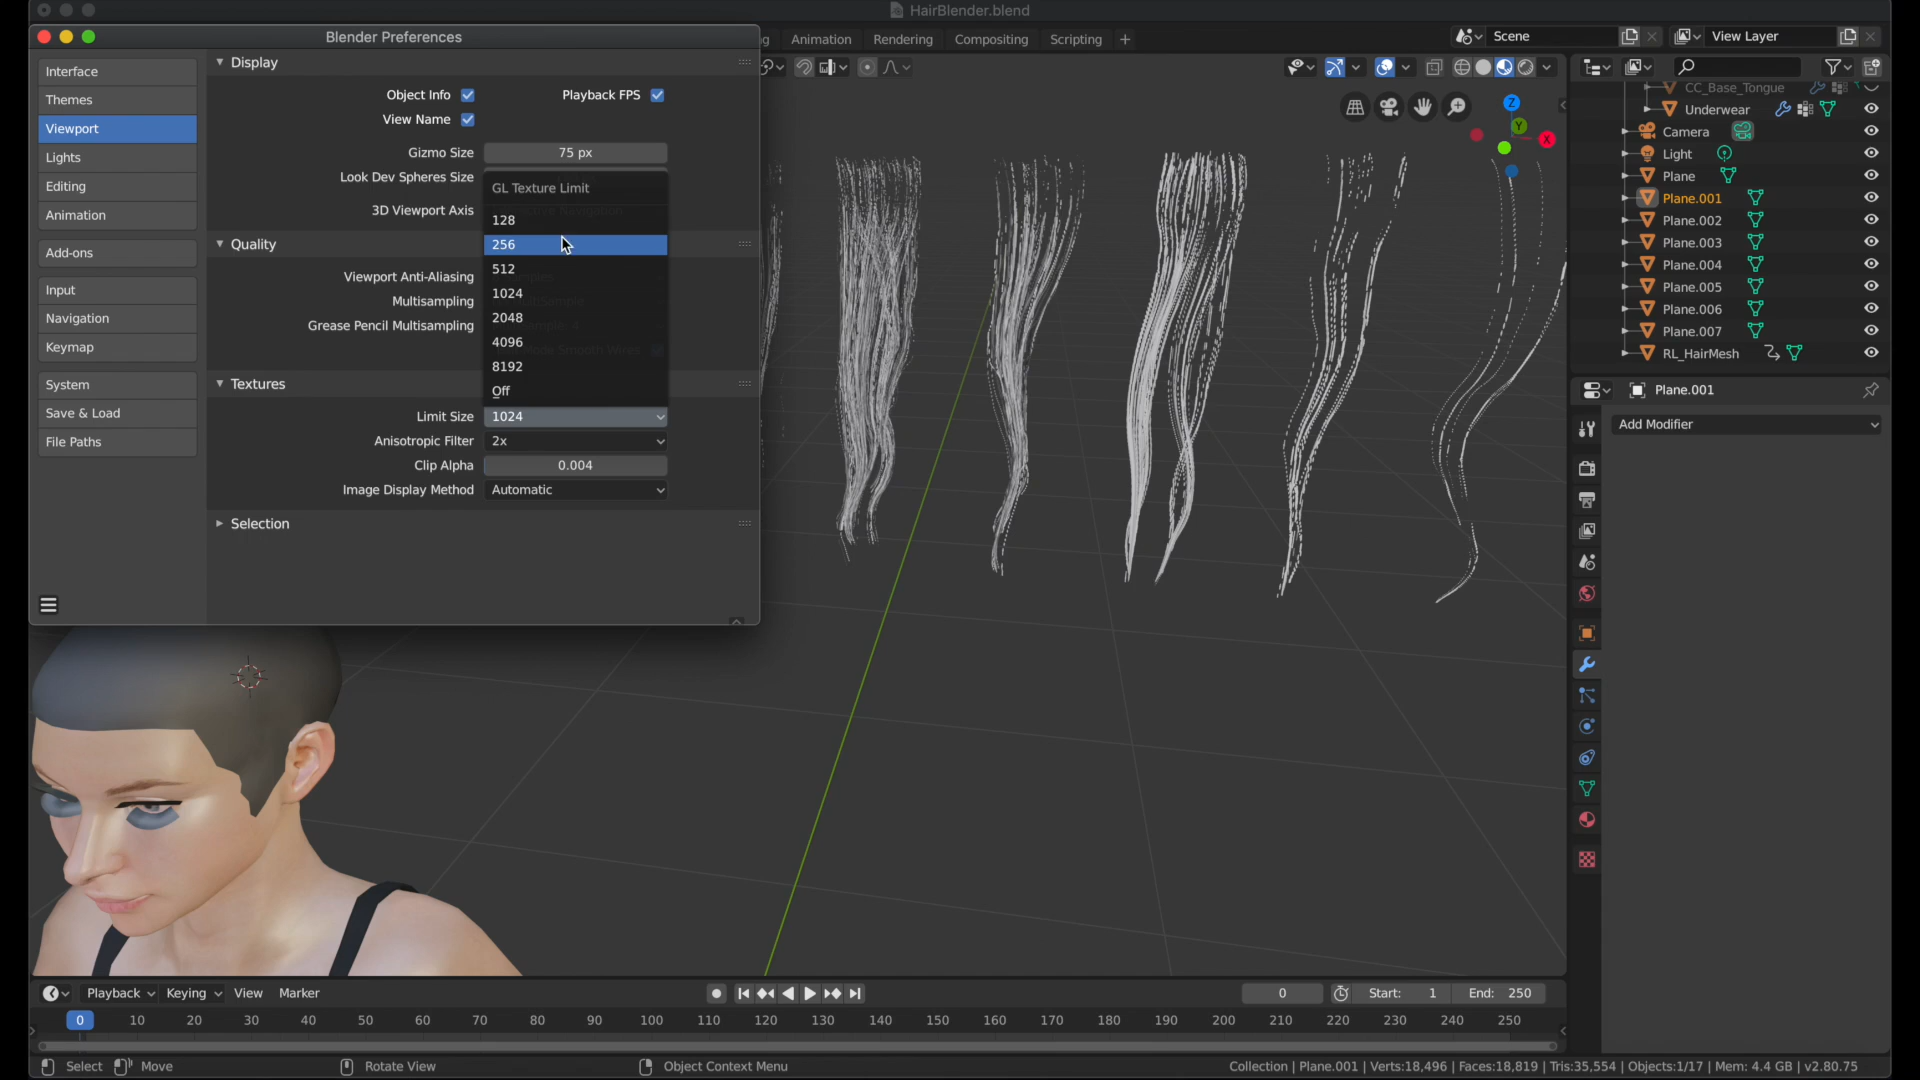 HairBlender.blend
Blender Preferences
Animation
Rendering
Compositing
Scripting
Scene
View Layer
Interface
Themes
Viewport
Lights
Editing
Animation
Add-ons
Input
Navigation
Keymap
System
Save & Load
File Paths
Display
Object Info
Playback FPS
View Name
Gizmo Size
75 px
Look Dev Spheres Size
3D Viewport Axis
GL Texture Limit
128
256
512
1024
2048
4096
8192
Off
Quality
Viewport Anti-Aliasing
Multisampling
Grease Pencil Multisampling
Textures
Limit Size
1024
Anisotropic Filter
2x
Clip Alpha
0.004
Image Display Method
Automatic
Selection
Z
Y
X
CC_Base_Tongue
Underwear
Camera
Light
Plane
Plane.001
Plane.002
Plane.003
Plane.004
Plane.005
Plane.006
Plane.007
RL_HairMesh
Plane.001
Add Modifier
Playback
Keying
View
Marker
0
Start: 1
End: 250
0 10 20 30 40 50 60 70 80 90 100 110 120 130 140 150 160 170 180 190 200 210 220 230 240 250
Select
Move
Rotate View
Object Context Menu
Collection | Plane.001 | Verts:18,496 | Faces:18,819 | Tris:35,554 | Objects:1/17 | Mem: 4.4 GB | v2.80.75